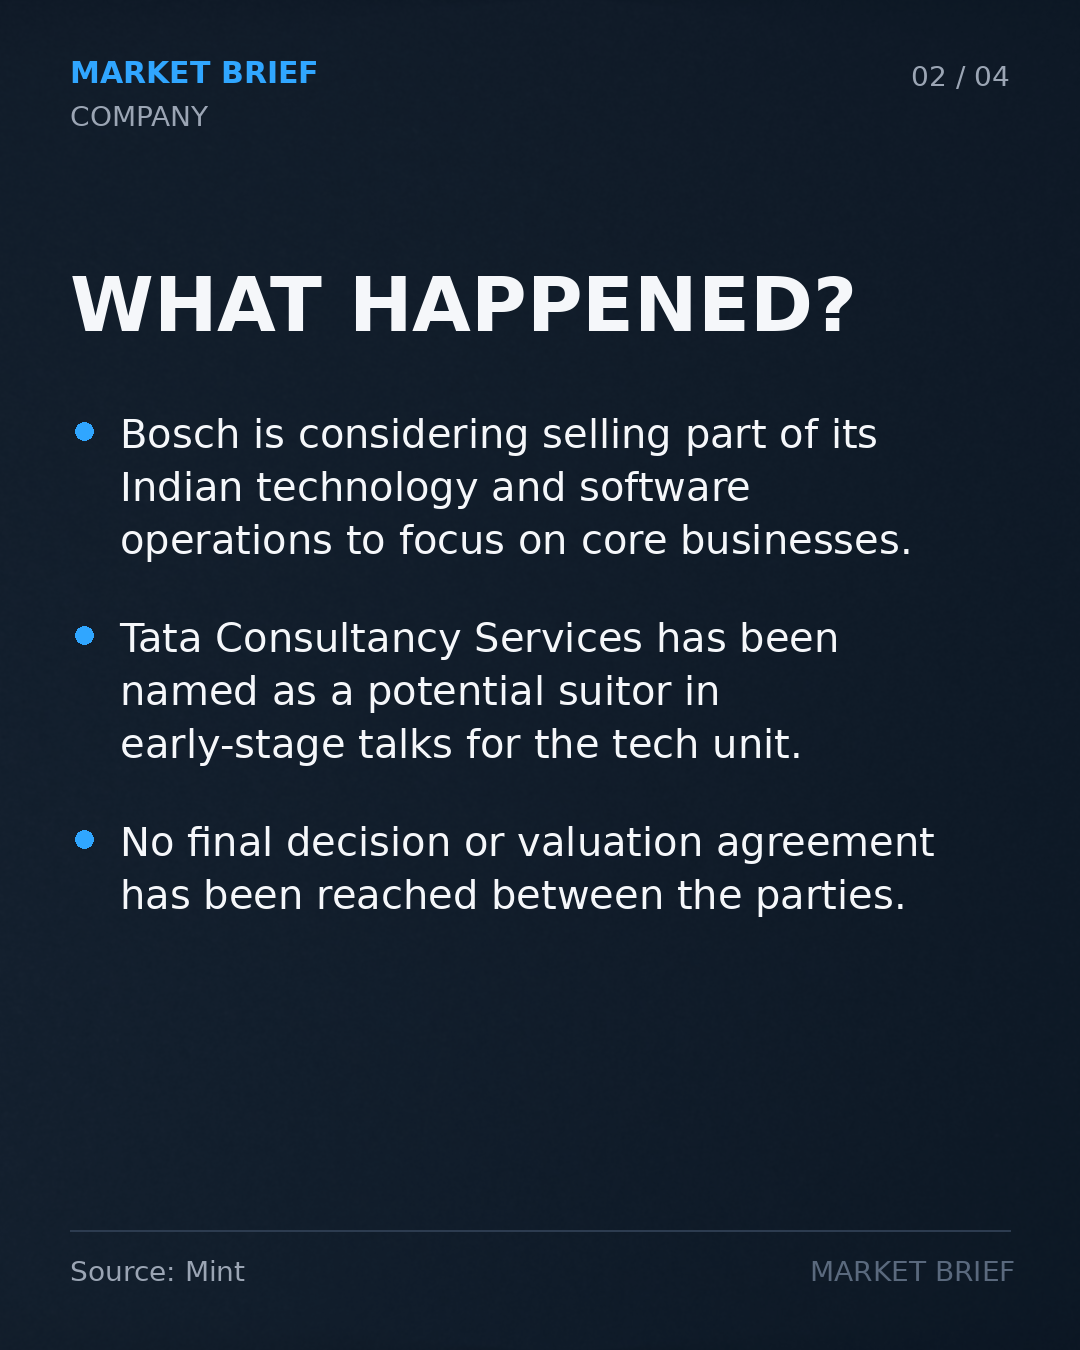 MARKET BRIEF
02 / 04
COMPANY
WHAT HAPPENED?
Bosch is considering selling part of its
Indian technology and software
operations to focus on core businesses.
Tata Consultancy Services has been
named as a potential suitor in
early-stage talks for the tech unit.
No final decision or valuation agreement
has been reached between the parties.
Source: Mint
MARKET BRIEF